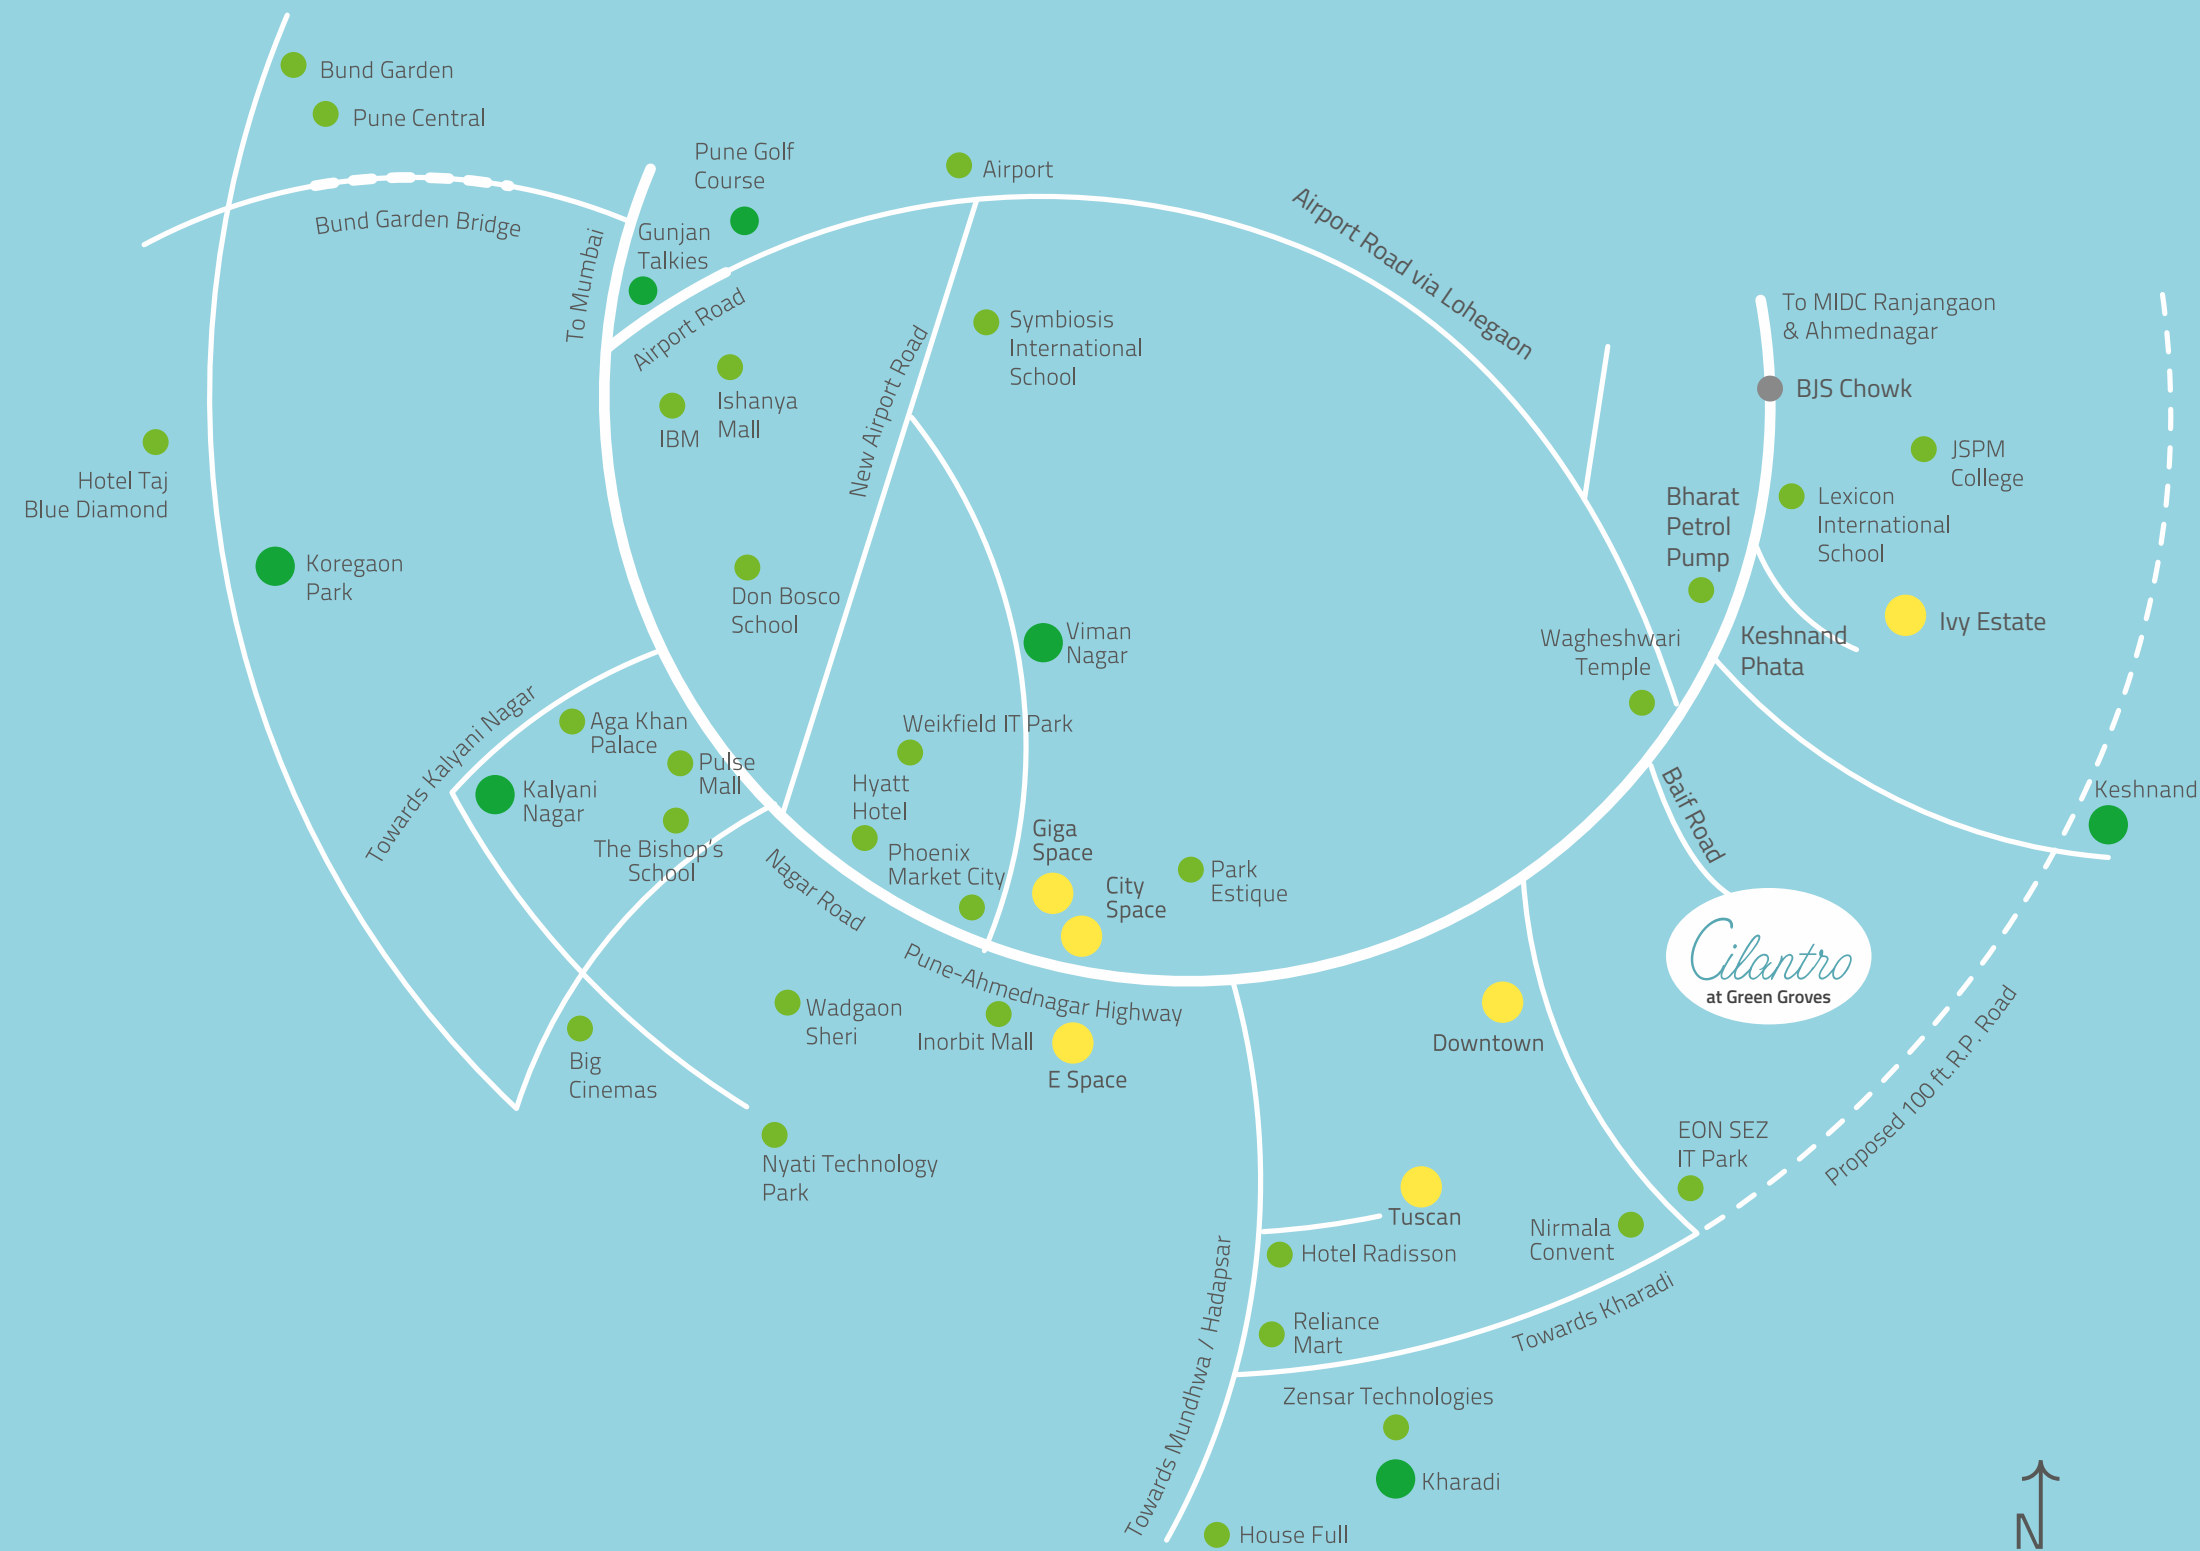 Bund Garden
Pune Central
Bund Garden Bridge
To Mumbai
Pune Golf
Course
Gunjan
Talkies
Airport Road
Airport
Airport Road via Lohegaon
Symbiosis
International
School
New Airport Road
Ishanya
Mall
IBM
To MIDC Ranjangaon
& Ahmednagar
BJS Chowk
JSPM
College
Lexicon
International
School
Bharat
Petrol
Pump
Hotel Taj
Blue Diamond
Koregaon
Park
Don Bosco
School
Viman
Nagar
Wagheshwari
Temple
Keshnand
Phata
Ivy Estate
Towards Kalyani Nagar
Aga Khan
Palace
Pulse
Mall
Kalyani
Nagar
The Bishop's
School
Weikfield IT Park
Hyatt
Hotel
Phoenix
Market City
Giga
Space
City
Space
Park
Estique
Baif Road
Keshnand
Nagar Road
Pune-Ahmednagar Highway
Cilantro
at Green Groves
Wadgaon
Sheri
Inorbit Mall
E Space
Downtown
Big
Cinemas
Nyati Technology
Park
Proposed 100 ft. R.P. Road
EON SEZ
IT Park
Tuscan
Nirmala
Convent
Hotel Radisson
Towards Mundhwa / Hadapsar
Reliance
Mart
Towards Kharadi
Zensar Technologies
Kharadi
House Full
N